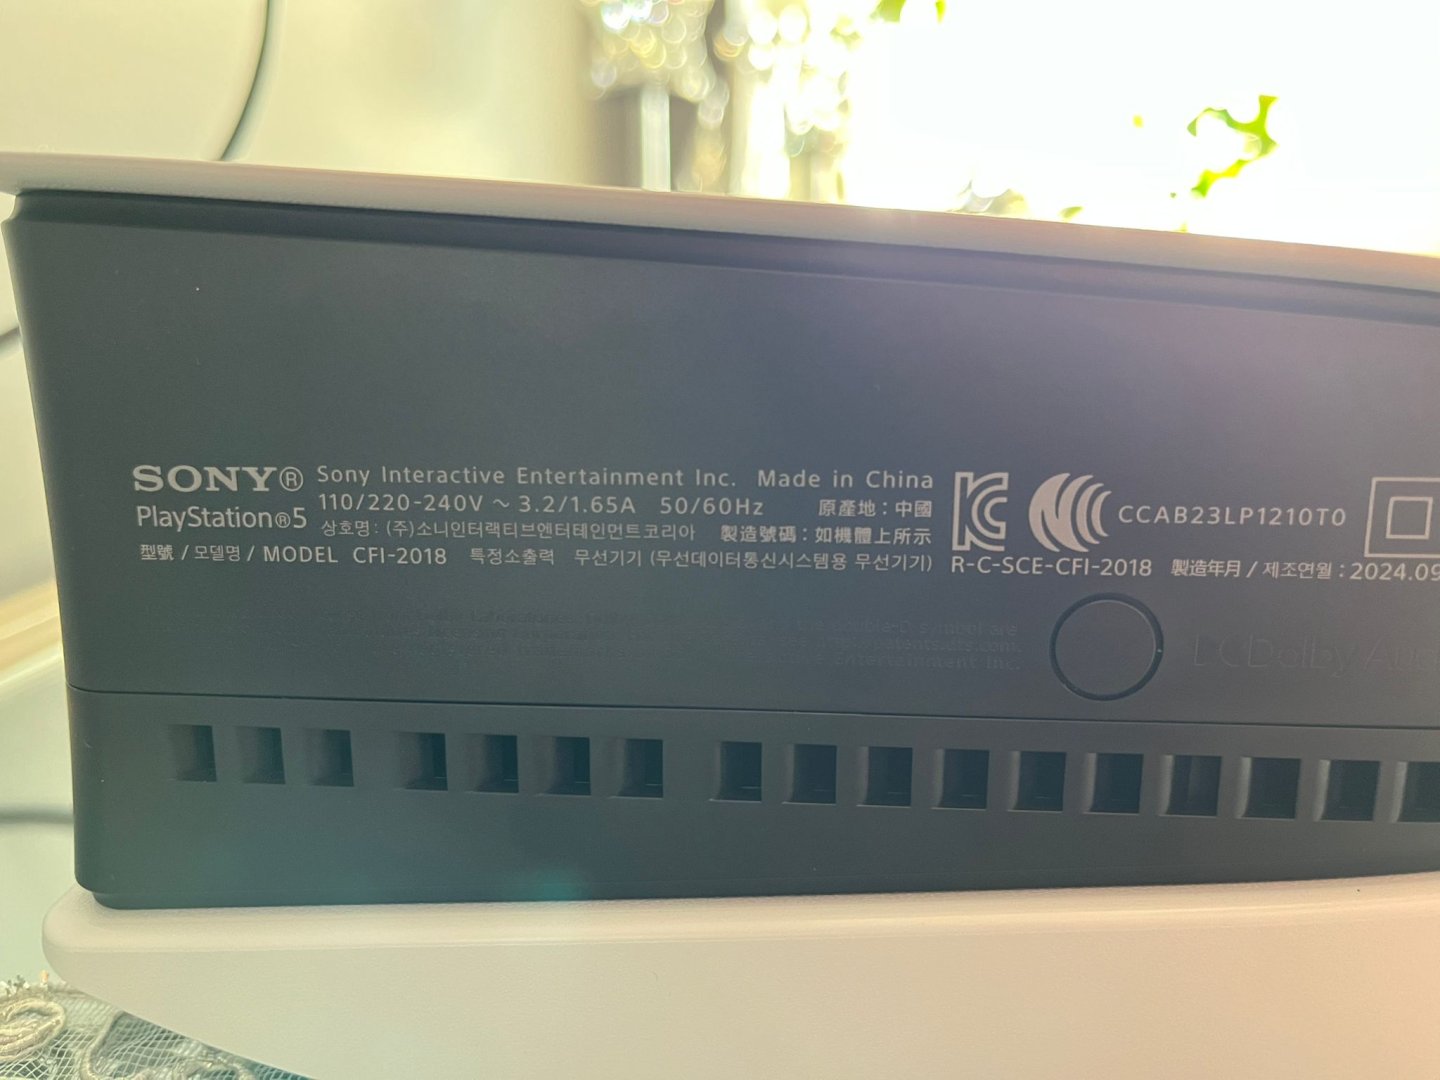 SONY® Sony Interactive Entertainment Inc. Made in China
PlayStation®5 110/220-240V ~ 3.2/1.65A 50/60Hz 原產地：中國
상호명 : (주)소니인터랙티브엔터테인먼트코리아 製造號碼：如機體上所示
CCAB23LP1210T0
型號 / 모델명 / MODEL CFI-2018 특정소출력 무선기기 (무선데이터통신시스템용 무선기기) R-C-SCE-CFI-2018 製造年月 / 제조연월 : 2024.09
symbol are
Entertainment Inc.
Dolby